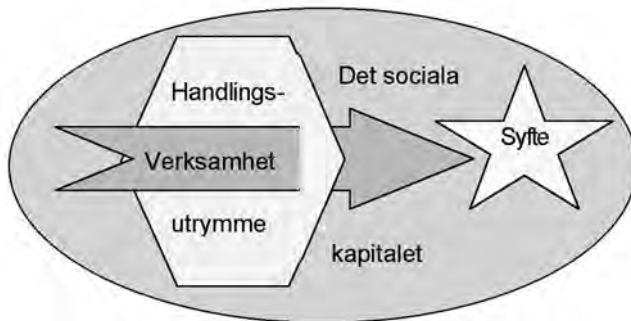 Handlings-
Verksamhet
utrymme
Det sociala
kapitalet
Syfte